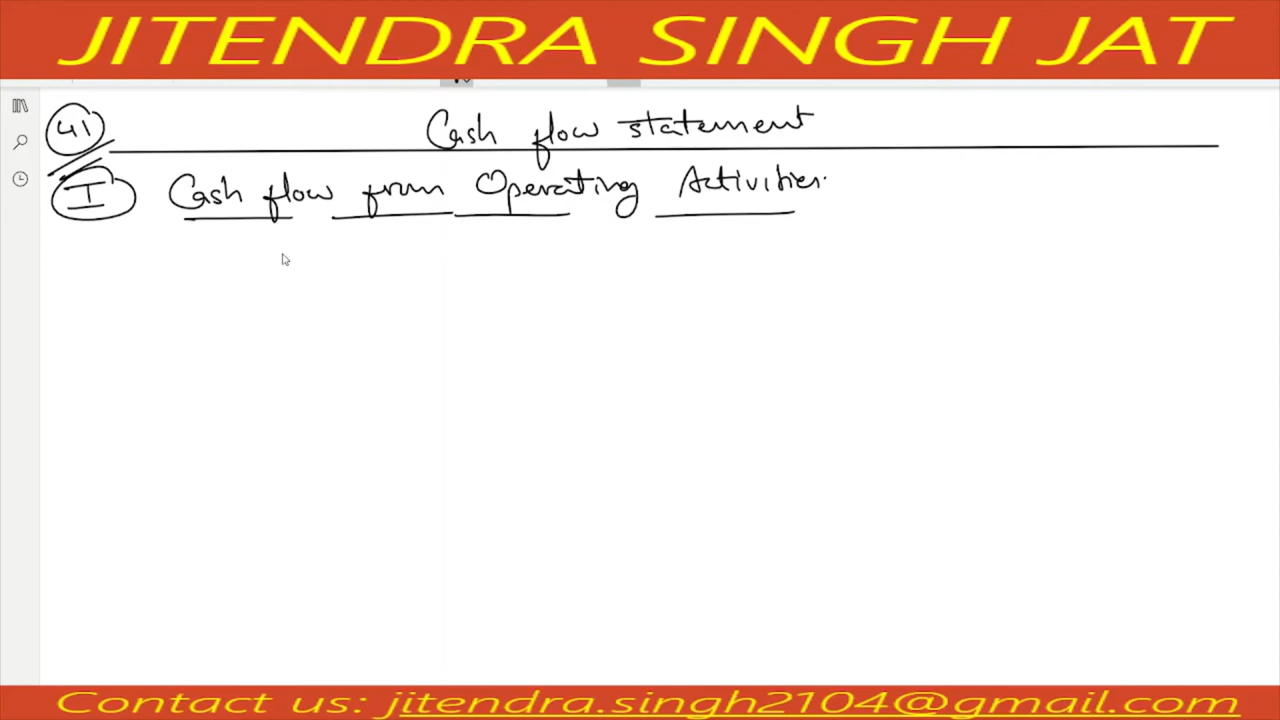 JITENDRA SINGH JAT
41 Cash flow statement
I Cash flow from Operating Activities.
Contact us: jitendra.singh2104@gmail.com